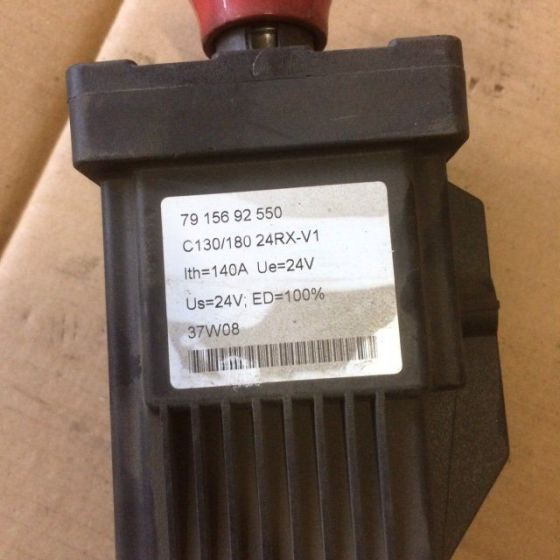 79 156 92 550
C130/180 24RX-V1
Ith=140A Ue=24V
Us=24V; ED=100%
37W08